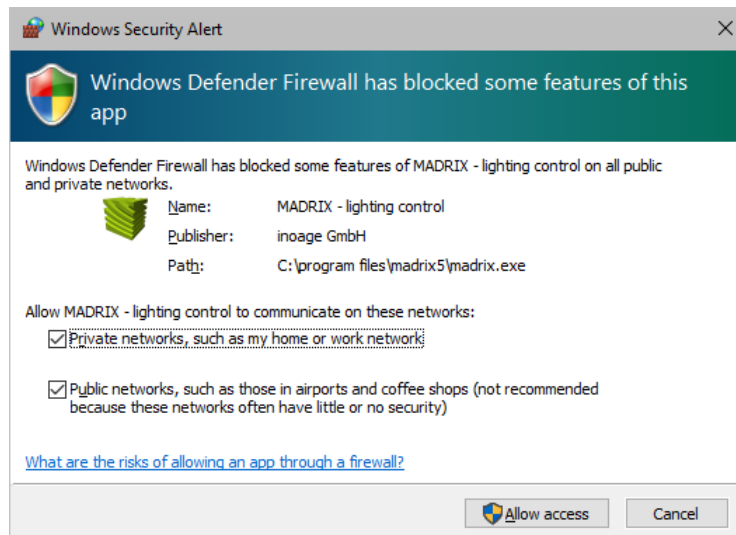 Windows Security Alert
Windows Defender Firewall has blocked some features of this
app
Windows Defender Firewall has blocked some features of MADRIX - lighting control on all public
and private networks.
Name: MADRIX - lighting control
Publisher: inoage GmbH
Path: C:\program files\madrix5\madrix.exe
Allow MADRIX - lighting control to communicate on these networks:
Private networks, such as my home or work network
Public networks, such as those in airports and coffee shops (not recommended
because these networks often have little or no security)
What are the risks of allowing an app through a firewall?
Allow access Cancel